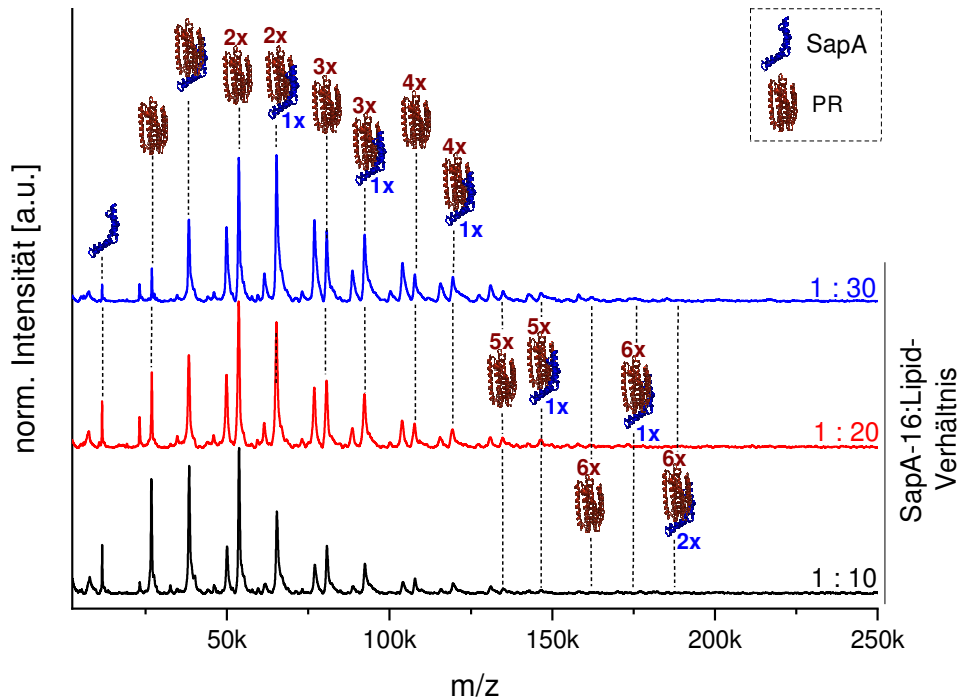 SapA
PR
2x
2x
1x
3x
3x
1x
4x
4x
1x
norm. Intensität [a.u.]
1 : 30
5x
5x
1x
6x
1x
1 : 20
6x
6x
2x
1 : 10
SapA-16:Lipid-
Verhältnis
50k 100k 150k 200k 250k
m/z